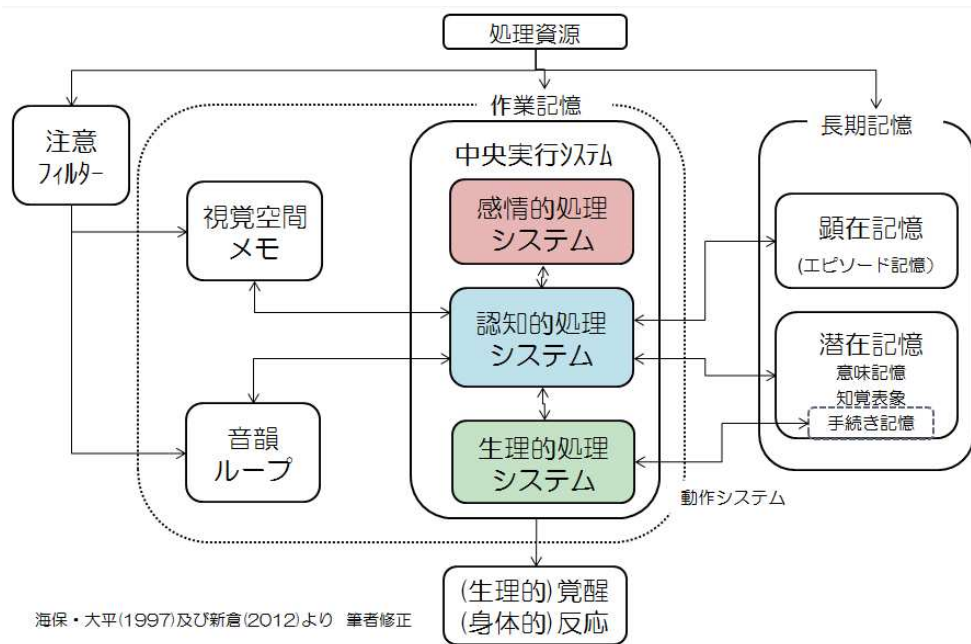 処理資源
注意
フィルター
作業記憶
中央実行システム
視覚空間
メモ
音韻
ループ
感情的処理
システム
認知的処理
システム
生理的処理
システム
長期記憶
顕在記憶
(エピソード記憶)
潜在記憶
意味記憶
知覚表象
手続き記憶
動作システム
(生理的)覚醒
(身体的)反応
海保・大平(1997)及び新倉(2012)より 筆者修正